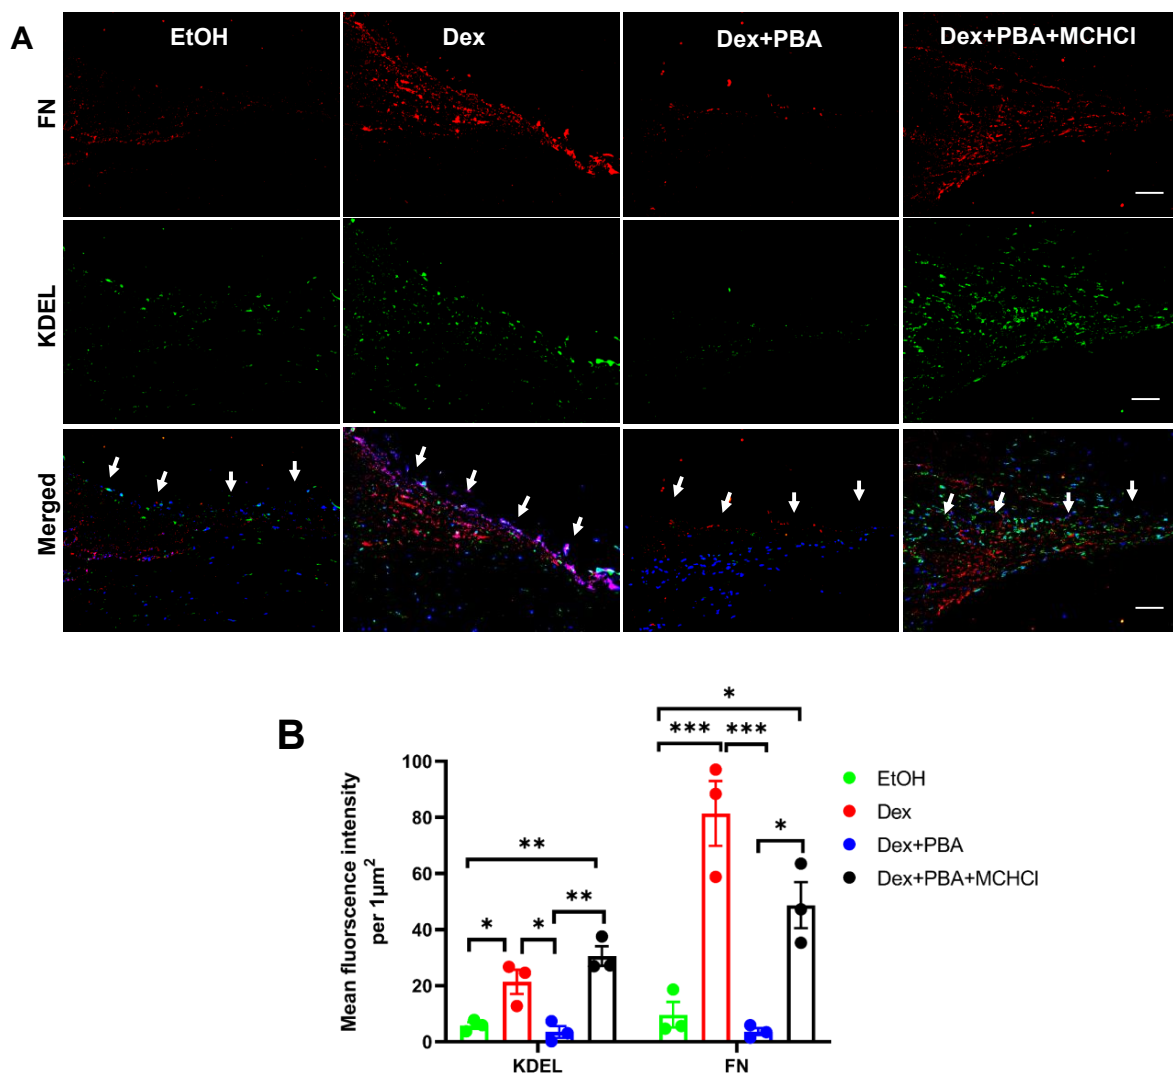 A
EtOH
Dex
Dex+PBA
Dex+PBA+MCHCl
FN
KDEL
Merged
B
*
*** ***
**
*
**
* *
Mean fluorscence intensity
per 1µm²
100
80
60
40
20
0
KDEL
FN
EtOH
Dex
Dex+PBA
Dex+PBA+MCHCl